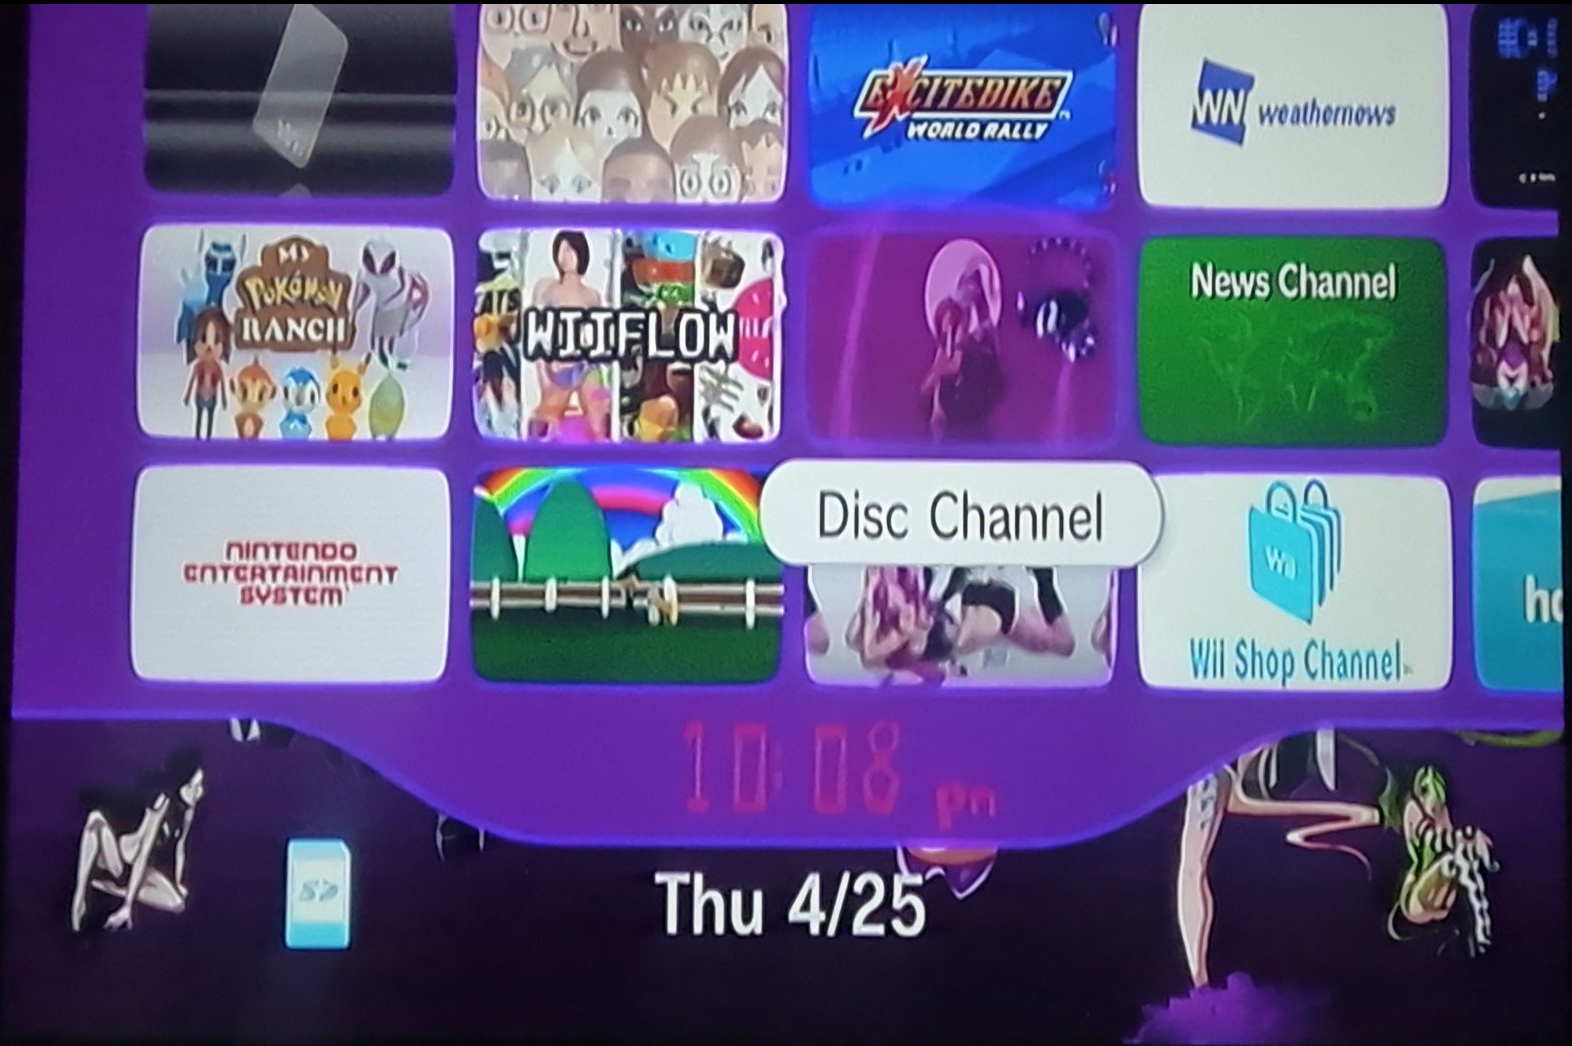 EXCITEDIKE
WORLD RALLY
WN weathernews
MY
POKéMON
RANCH
WIIFLOW
News Channel
NINTENDO
ENTERTAINMENT
SYSTEM
Disc Channel
Wii
Wii Shop Channel
10:08 pm
Thu 4/25